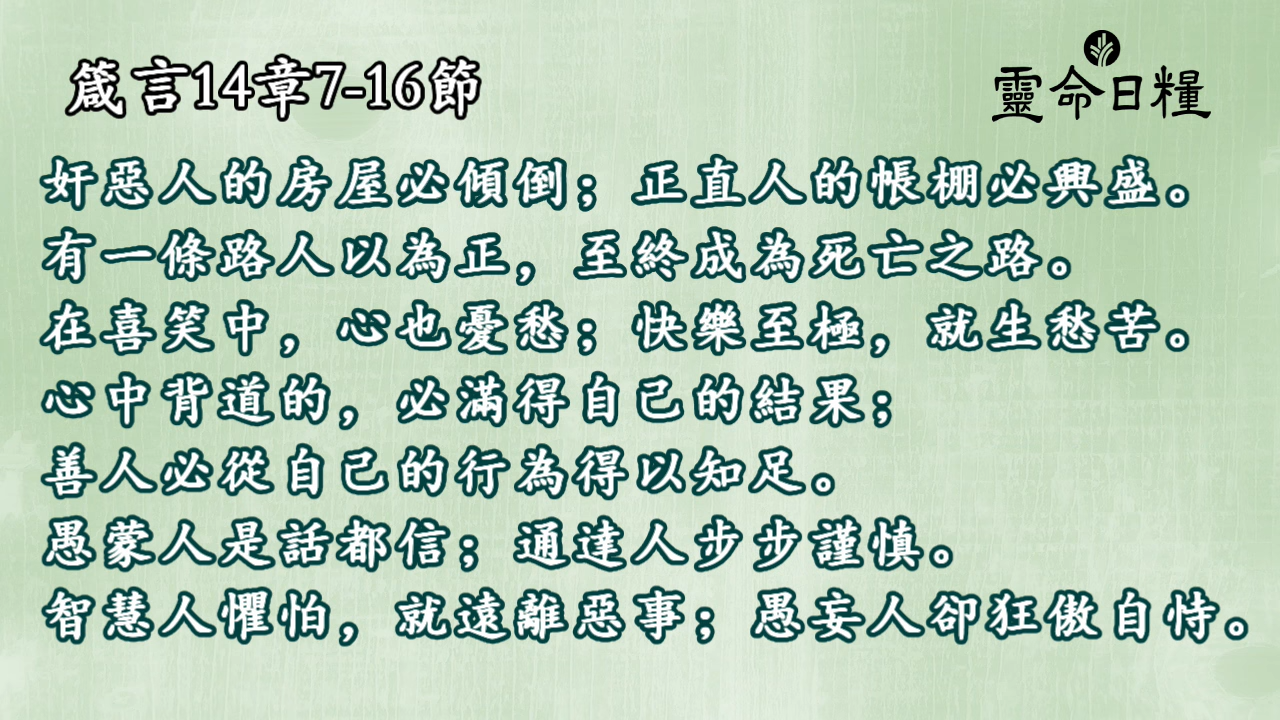 箴言14章7-16節
靈命日糧
奸惡人的房屋必傾倒；正直人的帳棚必興盛。
有一條路人以為正，至終成為死亡之路。
在喜笑中，心也憂愁；快樂至極，就生愁苦。
心中背道的，必滿得自己的結果；
善人必從自己的行為得以知足。
愚蒙人是話都信；通達人步步謹慎。
智慧人懼怕，就遠離惡事；愚妄人卻狂傲自恃。